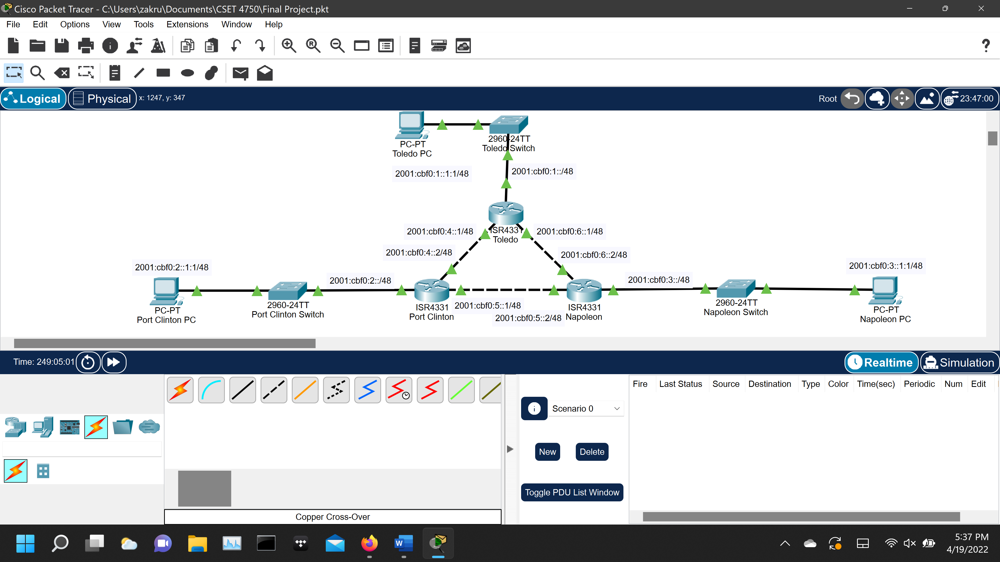 Cisco Packet Tracer - C:\Users\zakru\Documents\CSET 4750\Final Project.pkt
File Edit Options View Tools Extensions Window Help
R
?
Logical Physical x: 1247, y: 347 Root 23:47:00
PC-PT
Toledo PC
2960-24TT
Toledo Switch
2001:cbf0:1::1:1/48
2001:cbf0:1::/48
2001:cbf0:4::1/48
ISR4331
Toledo
2001:cbf0:6::1/48
2001:cbf0:4::2/48
2001:cbf0:6::2/48
2001:cbf0:2::1:1/48
2001:cbf0:3::1:1/48
2001:cbf0:2::/48
2001:cbf0:3::/48
PC-PT
Port Clinton PC
2960-24TT
Port Clinton Switch
ISR4331
Port Clinton
2001:cbf0:5::1/48
2001:cbf0:5::2/48
ISR4331
Napoleon
2960-24TT
Napoleon Switch
PC-PT
Napoleon PC
Time: 249:05:01 Realtime Simulation
Fire Last Status Source Destination Type Color Time(sec) Periodic Num Edit
i Scenario 0
New Delete
Toggle PDU List Window
Copper Cross-Over
W
5:37 PM
4/19/2022